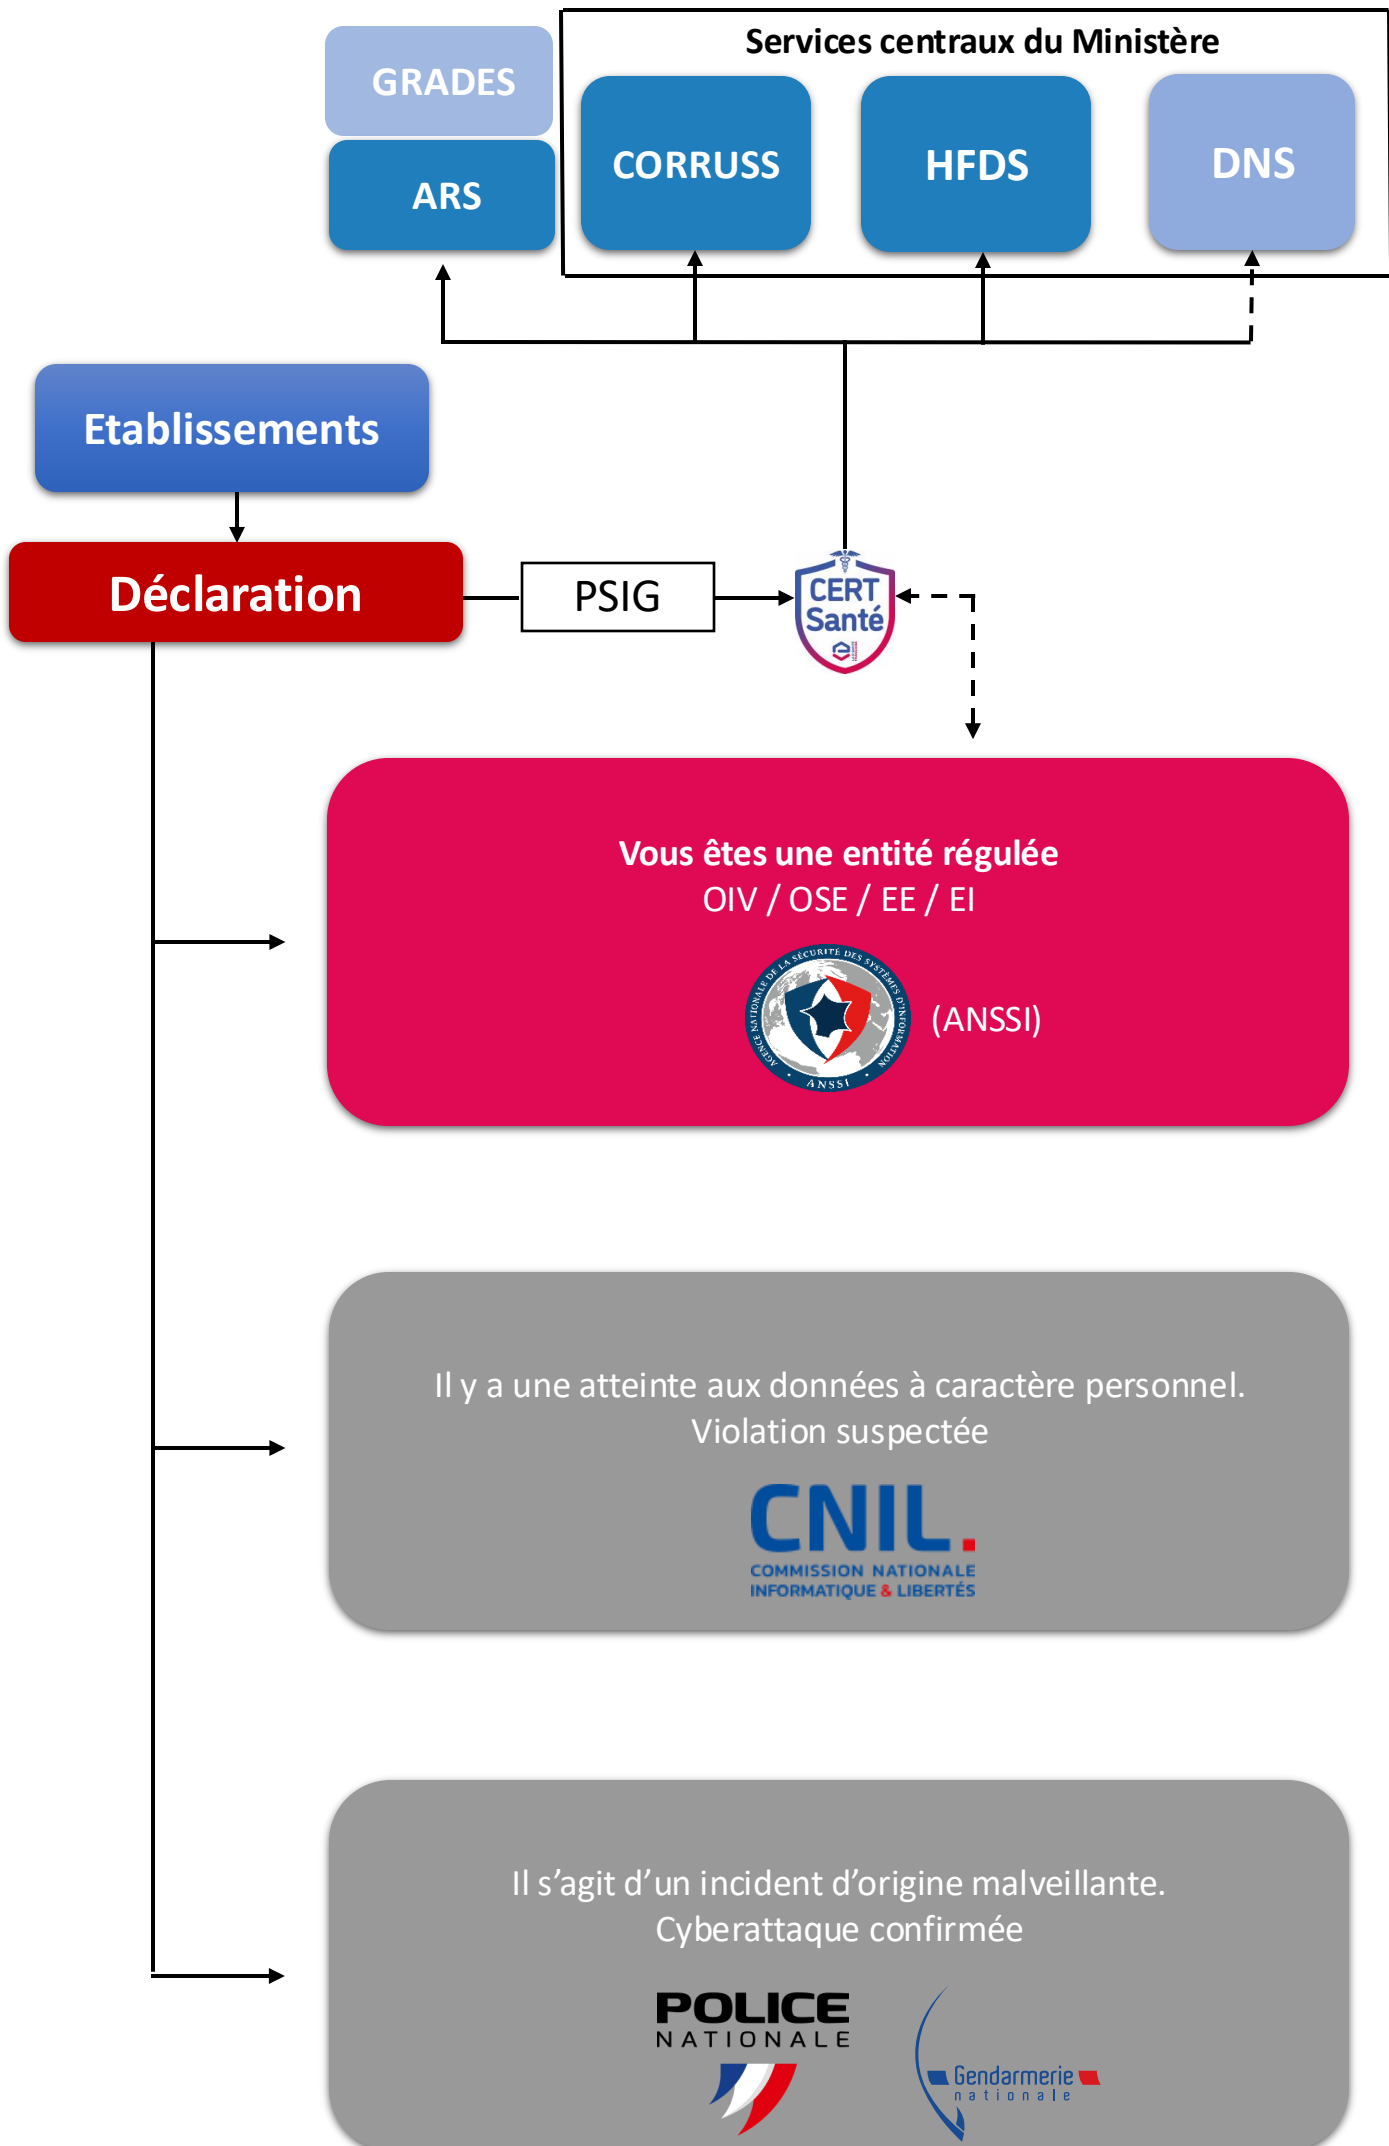 Services centraux du Ministère
GRADES
ARS
CORRUSS
HFDS
DNS
Etablissements
Déclaration
PSIG
CERT
Santé
Vous êtes une entité régulée
OIV / OSE / EE / EI
AGENCE NATIONALE DE LA SÉCURITÉ DES SYSTÈMES D'INFORMATION
ANSSI
(ANSSI)
Il y a une atteinte aux données à caractère personnel.
Violation suspectée
CNIL.
COMMISSION NATIONALE
INFORMATIQUE & LIBERTÉS
Il s’agit d’un incident d’origine malveillante.
Cyberattaque confirmée
POLICE
NATIONALE
Gendarmerie
nationale